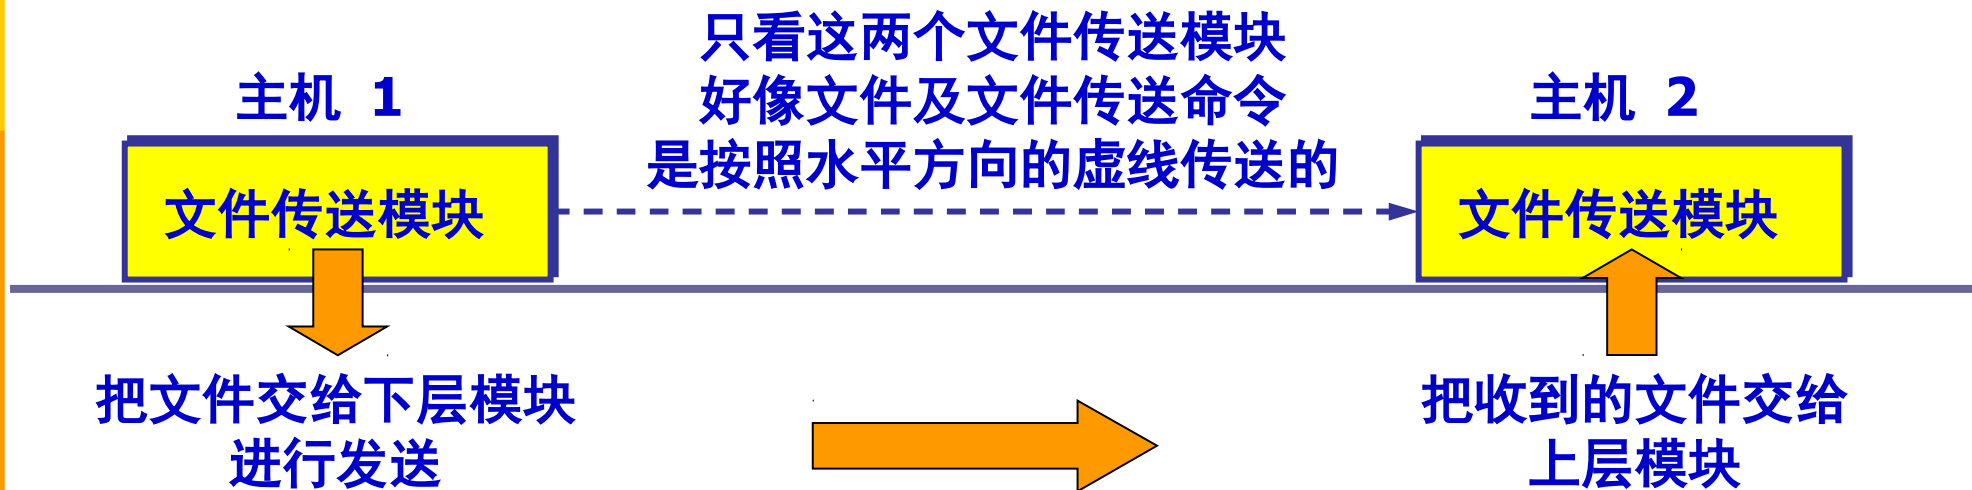 只看这两个文件传送模块
好像文件及文件传送命令
是按照水平方向的虚线传送的
主机 1
主机 2
文件传送模块
文件传送模块
把文件交给下层模块
进行发送
把收到的文件交给
上层模块